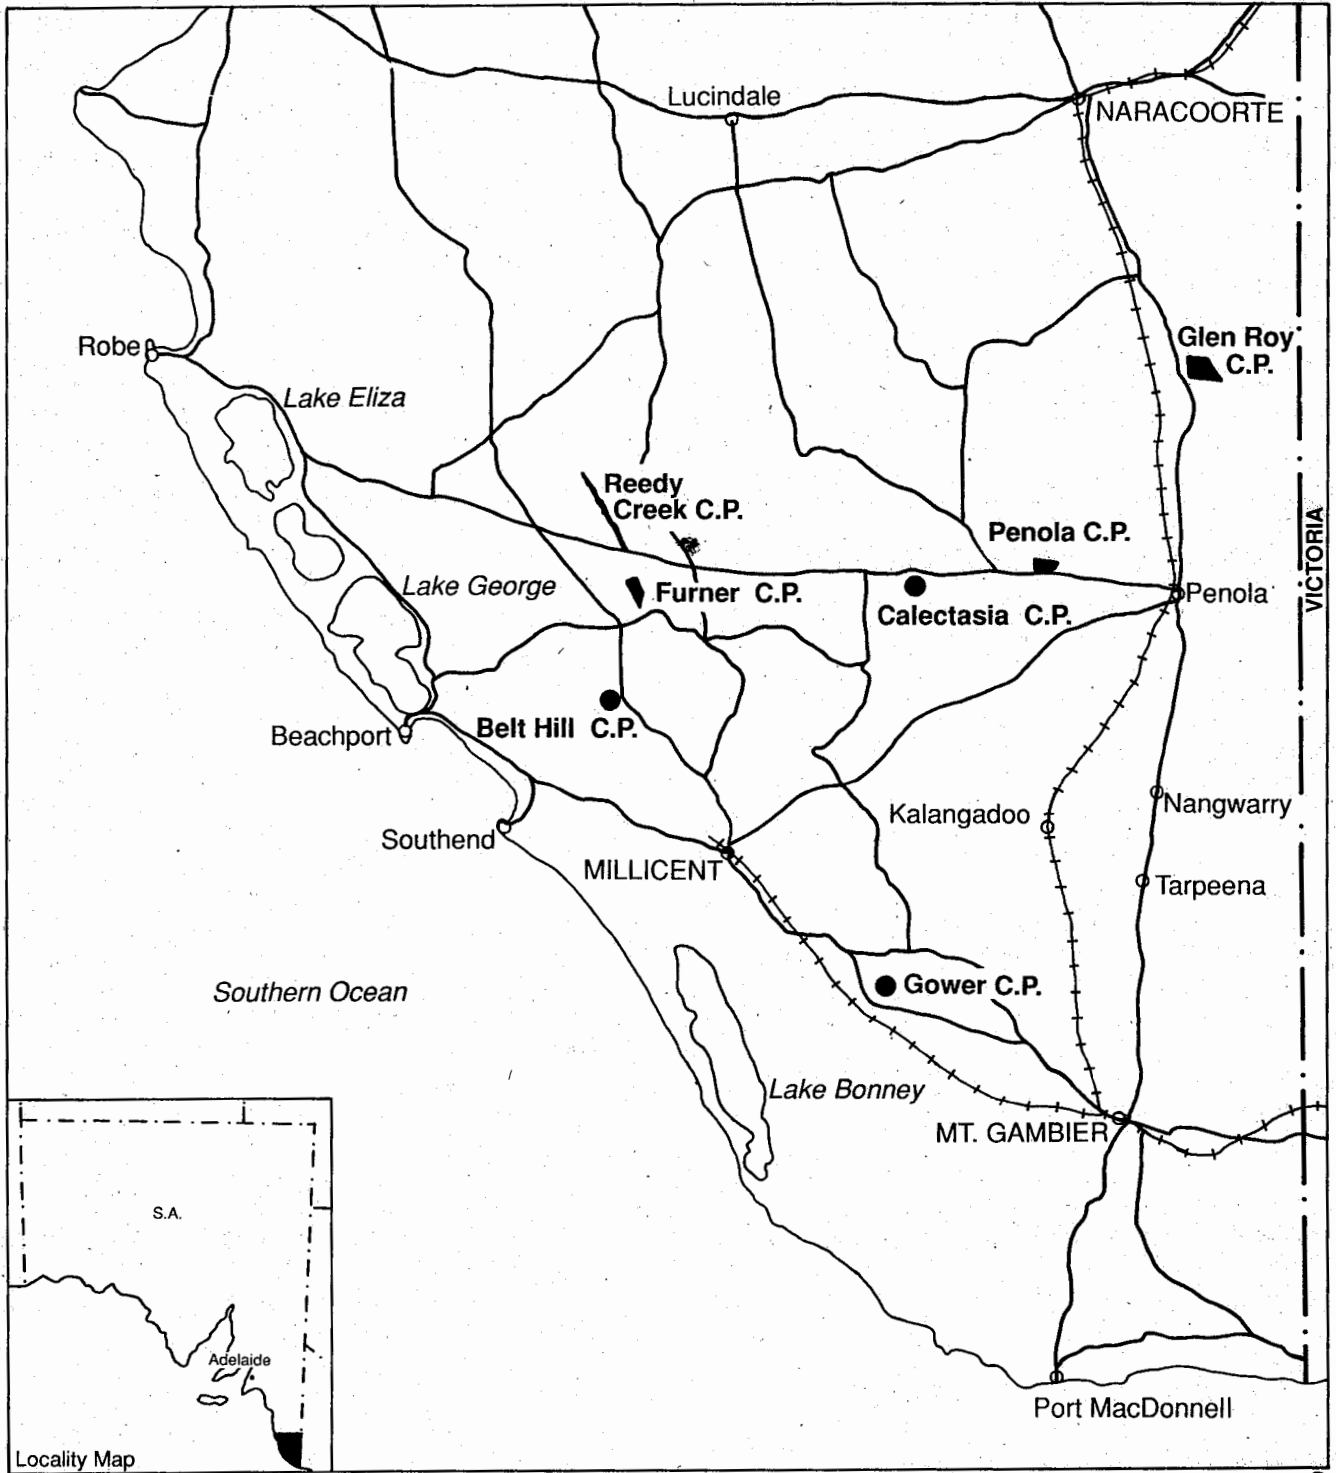 Lucindale
NARACOORTE
Robe
Glen Roy
C.P.
Lake Eliza
Reedy
Creek C.P.
Penola C.P.
VICTORIA
Lake George
Furner C.P.
Penola
Calectasia C.P.
Beachport
Belt Hill C.P.
Kalangadoo
Nangwarry
Southend
MILLICENT
Tarpeena
Southern Ocean
Gower C.P.
Lake Bonney
MT. GAMBIER
S.A.
Adelaide
Port MacDonnell
Locality Map